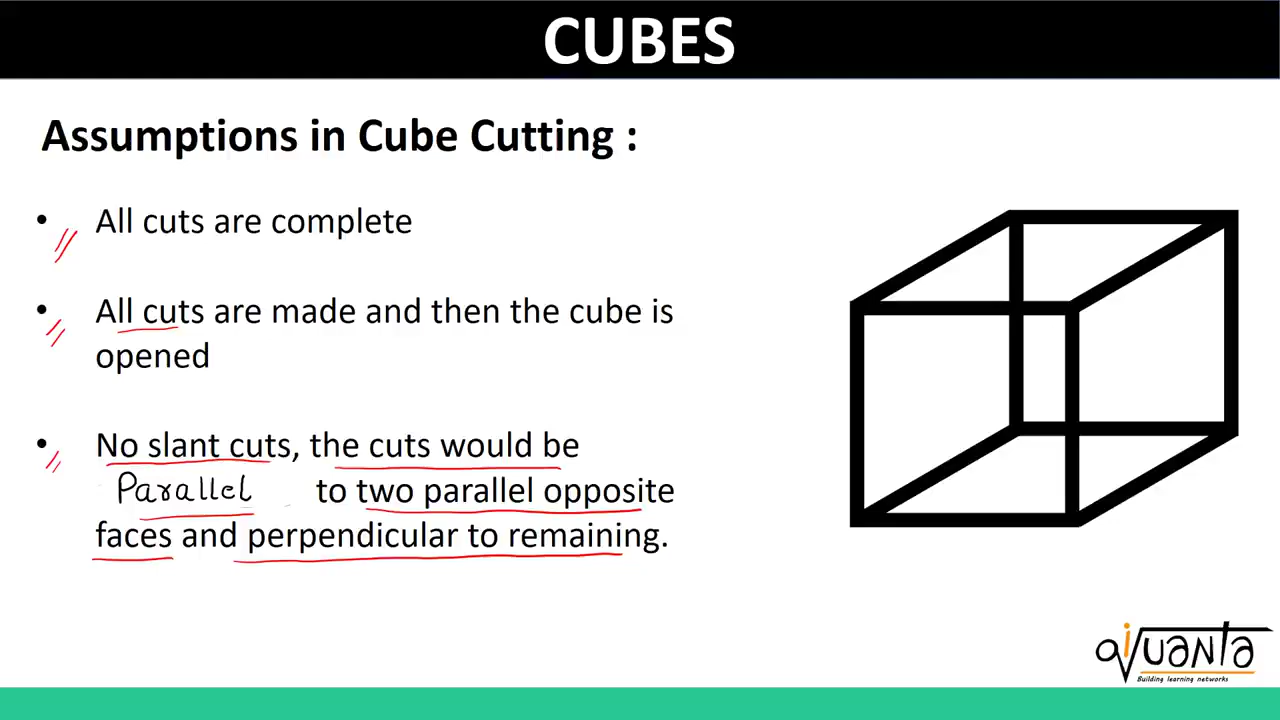 CUBES
Assumptions in Cube Cutting :
• All cuts are complete
• All cuts are made and then the cube is
opened
• No slant cuts, the cuts would be
Parallel to two parallel opposite
faces and perpendicular to remaining.
qiuanta
Building learning networks